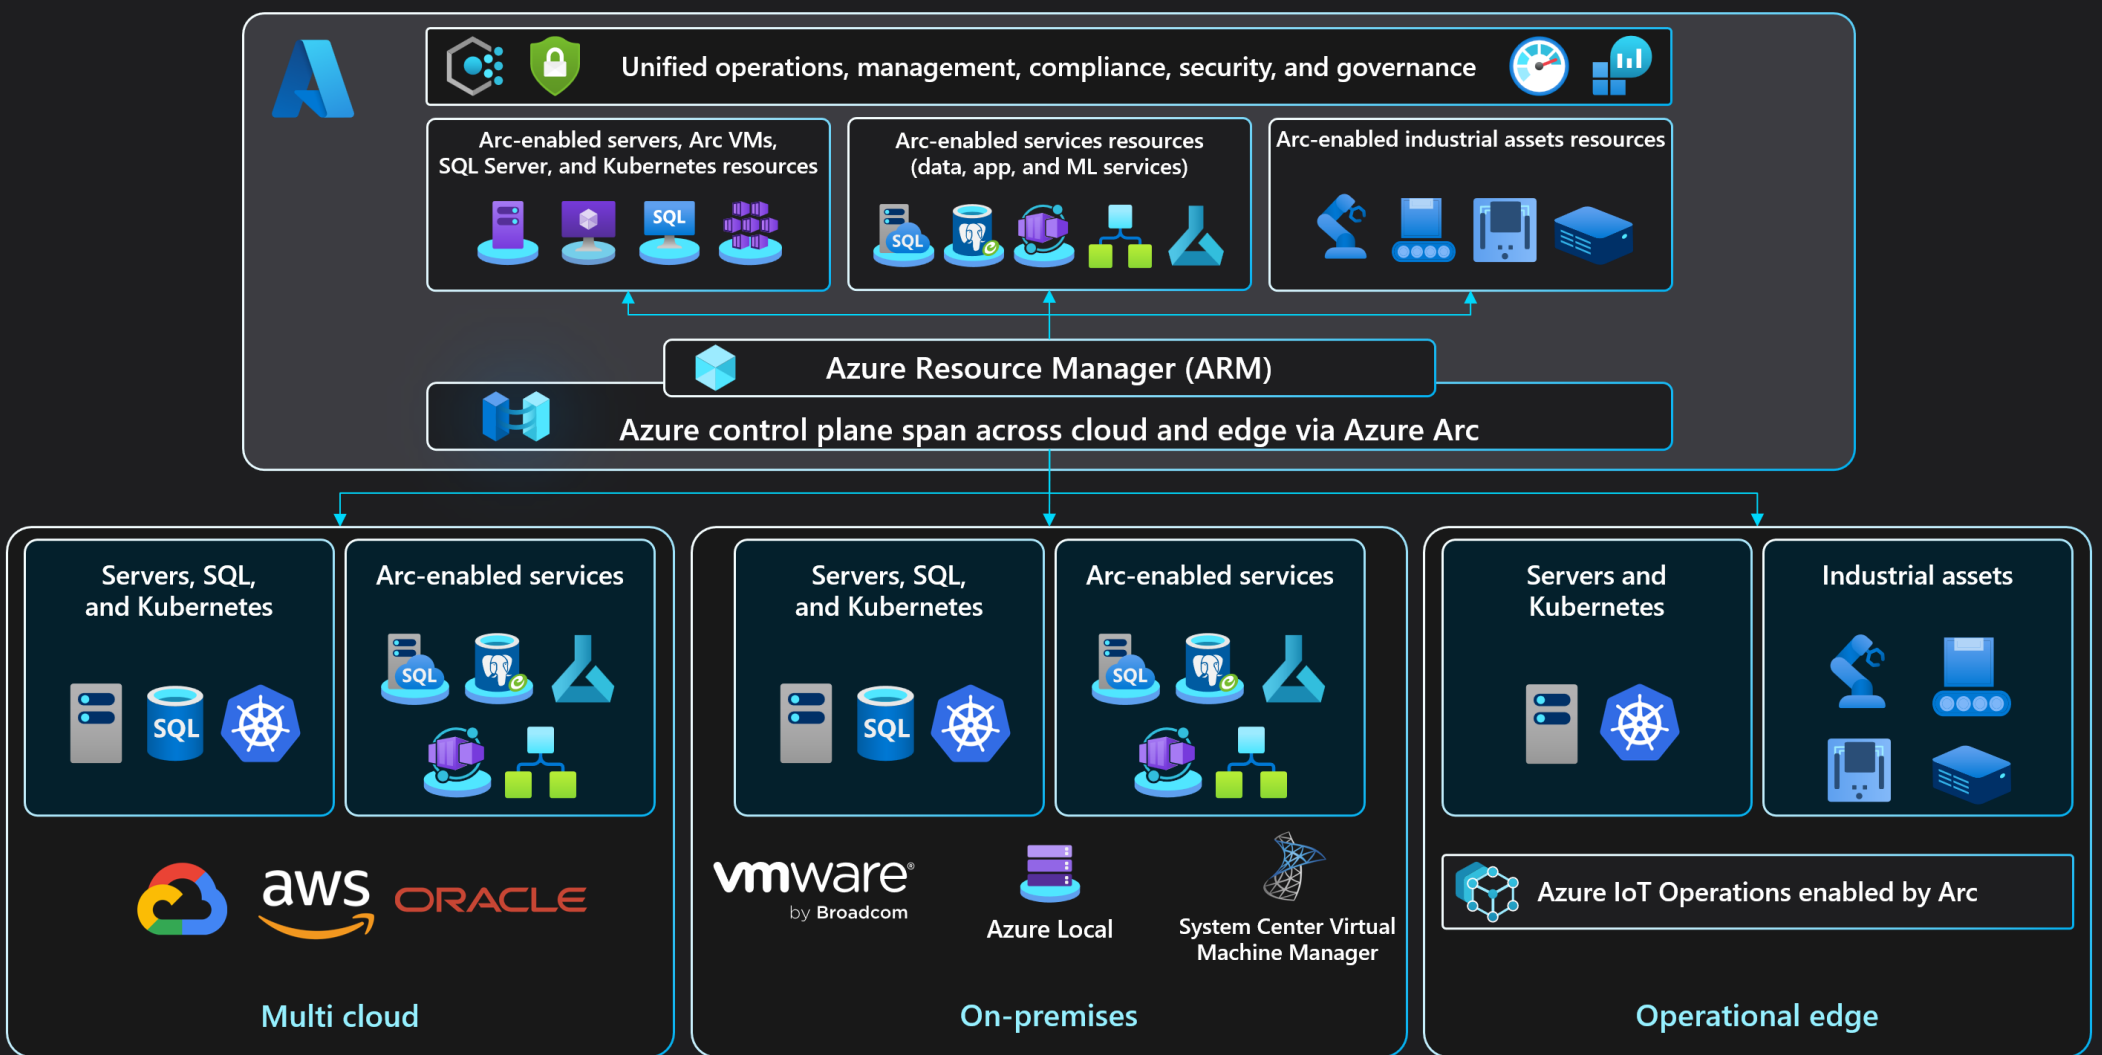 Unified operations, management, compliance, security, and governance
Arc-enabled servers, Arc VMs,
SQL Server, and Kubernetes resources
SQL
Arc-enabled services resources
(data, app, and ML services)
SQL
Arc-enabled industrial assets resources
Azure Resource Manager (ARM)
Azure control plane span across cloud and edge via Azure Arc
Servers, SQL,
and Kubernetes
SQL
Arc-enabled services
SQL
aws
ORACLE
Multi cloud
Servers, SQL,
and Kubernetes
SQL
Arc-enabled services
SQL
vmware®
by Broadcom
Azure Local
System Center Virtual
Machine Manager
On-premises
Servers and
Kubernetes
Industrial assets
Azure IoT Operations enabled by Arc
Operational edge